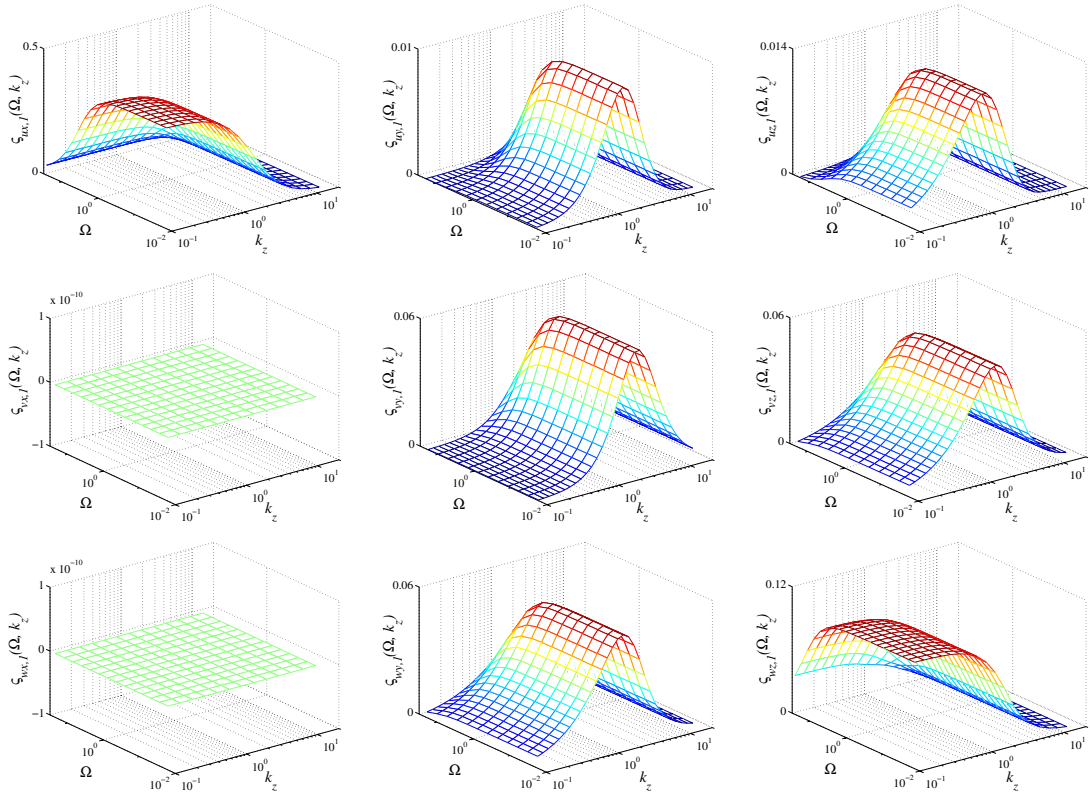 0.5
0
ς_{ux,1}(Ω, k_z)
10^0
Ω
10^{-2}
10^{-1}
10^0
k_z
10^1
0.01
0
ς_{uy,1}(Ω, k_z)
10^0
Ω
10^{-2}
10^{-1}
10^0
k_z
10^1
0.014
0
ς_{uz,1}(Ω, k_z)
10^0
Ω
10^{-2}
10^{-1}
10^0
k_z
10^1
x 10^{-10}
1
0
−1
ς_{vx,1}(Ω, k_z)
10^0
Ω
10^{-2}
10^{-1}
10^0
k_z
10^1
0.06
0
ς_{vy,1}(Ω, k_z)
10^0
Ω
10^{-2}
10^{-1}
10^0
k_z
10^1
0.06
0
ς_{vz,1}(Ω, k_z)
10^0
Ω
10^{-2}
10^{-1}
10^0
k_z
10^1
x 10^{-10}
1
0
−1
ς_{wx,1}(Ω, k_z)
10^0
Ω
10^{-2}
10^{-1}
10^0
k_z
10^1
0.06
0
ς_{wy,1}(Ω, k_z)
10^0
Ω
10^{-2}
10^{-1}
10^0
k_z
10^1
0.12
0
ς_{wz,1}(Ω, k_z)
10^0
Ω
10^{-2}
10^{-1}
10^0
k_z
10^1